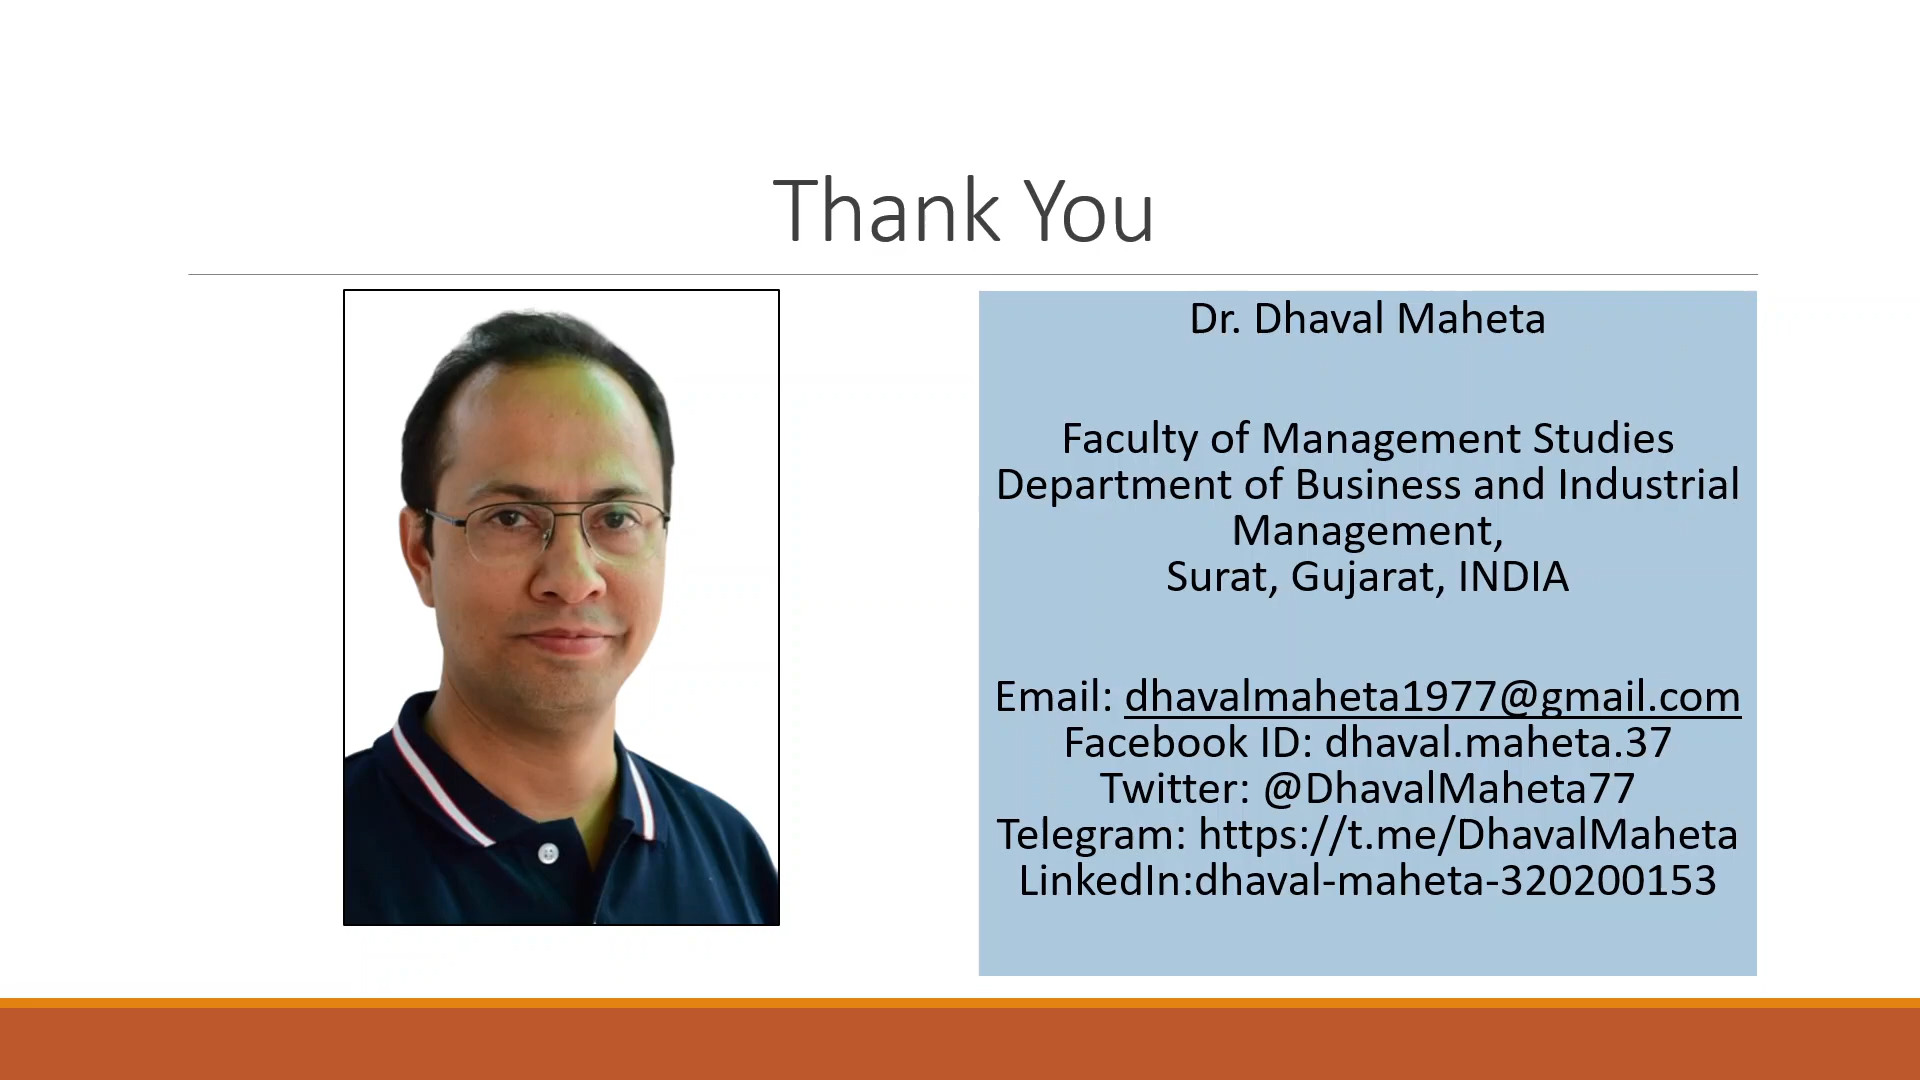 Thank You
Dr. Dhaval Maheta
Faculty of Management Studies
Department of Business and Industrial
Management,
Surat, Gujarat, INDIA
Email: dhavalmaheta1977@gmail.com
Facebook ID: dhaval.maheta.37
Twitter: @DhavalMaheta77
Telegram: https://t.me/DhavalMaheta
LinkedIn:dhaval-maheta-320200153